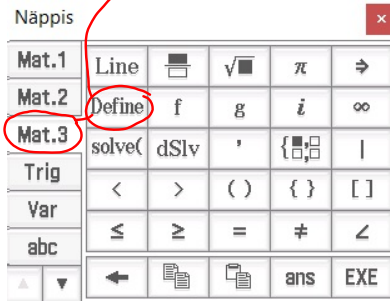 Näppis ×
Mat.1 Line √ π ⇒
Mat.2 Define f g i ∞
Mat.3 solve( dSlv ' { |
Trig < > ( ) { } [ ]
Var ≤ ≥ = ≠ ∠
abc
▲ ▼ ← ans EXE